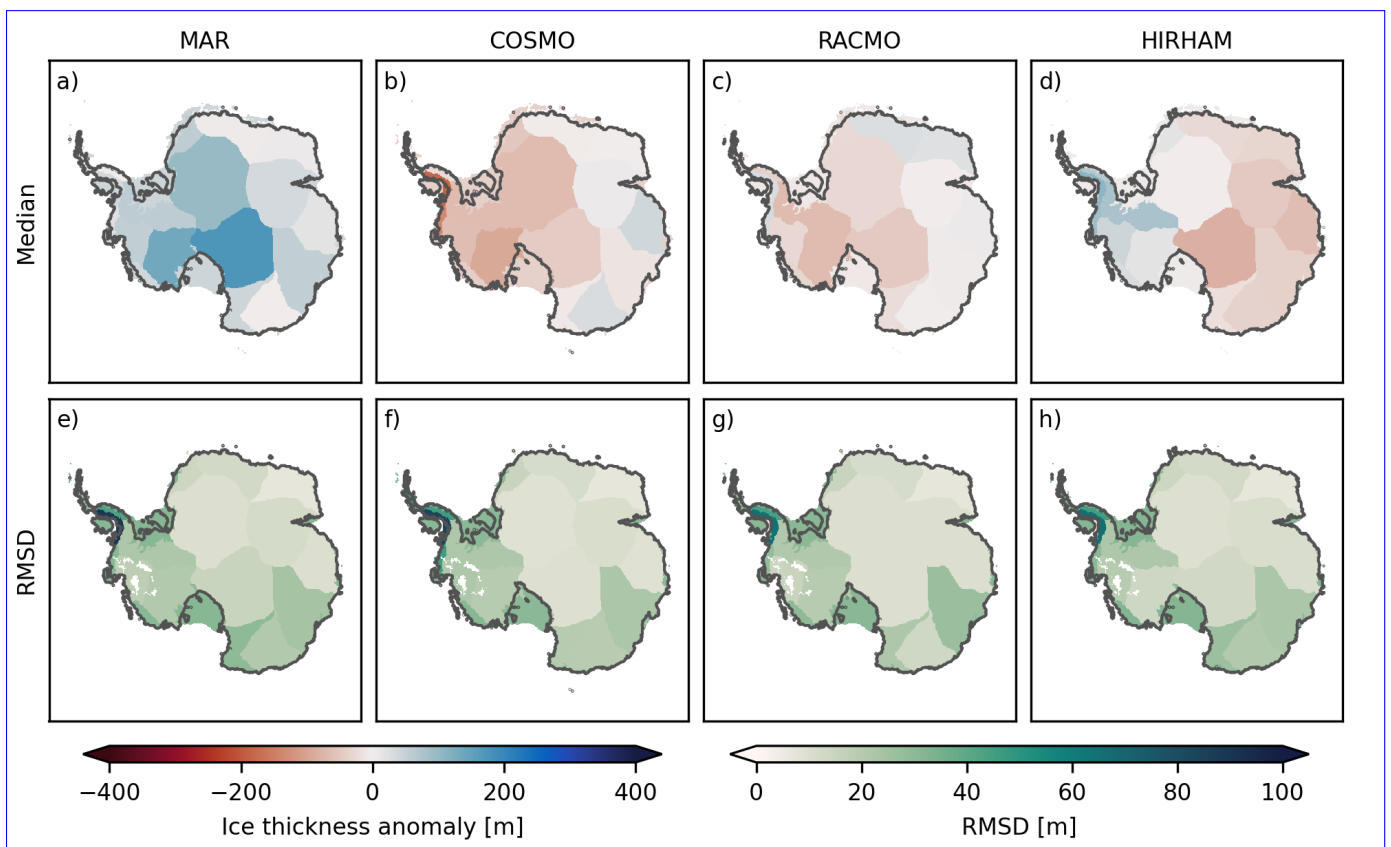 MAR COSMO RACMO HIRHAM
a) b) c) d)
Median
e) f) g) h)
RMSD
−400 −200 0 200 400 0 20 40 60 80 100
Ice thickness anomaly [m] RMSD [m]